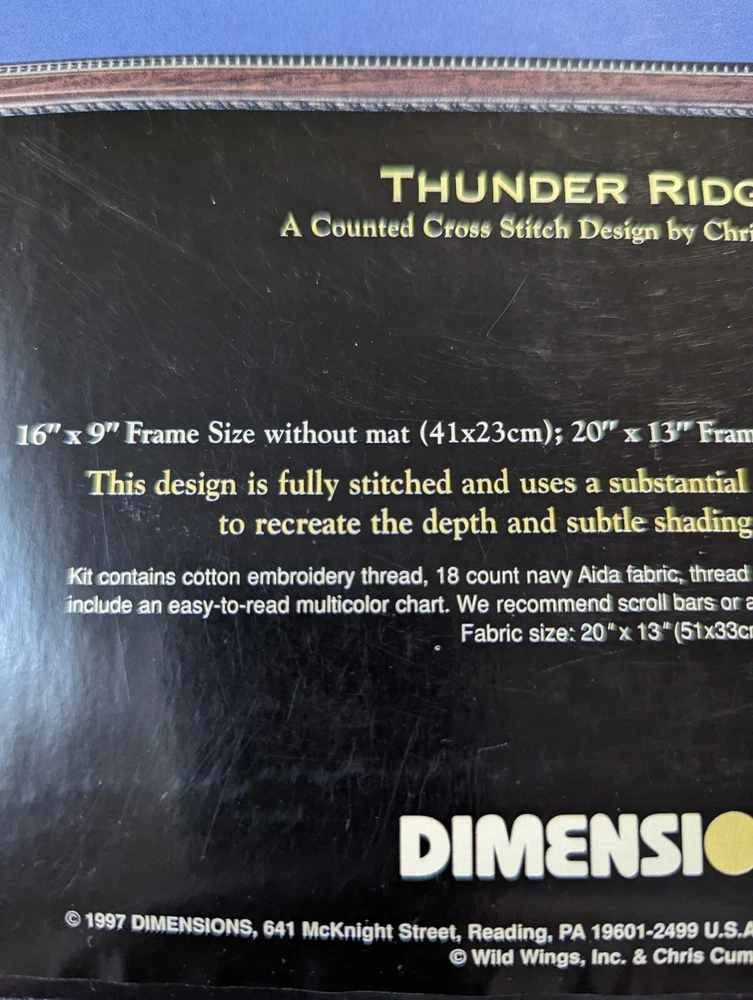 THUNDER RIDG
A Counted Cross Stitch Design by Chri
16" x 9" Frame Size without mat (41x23cm); 20" x 13" Fram
This design is fully stitched and uses a substantial
to recreate the depth and subtle shading
Kit contains cotton embroidery thread, 18 count navy Aida fabric, thread
include an easy-to-read multicolor chart. We recommend scroll bars or a
Fabric size: 20" x 13" (51x33cm
DIMENSIO
© 1997 DIMENSIONS, 641 McKnight Street, Reading, PA 19601-2499 U.S.A
© Wild Wings, Inc. & Chris Cum